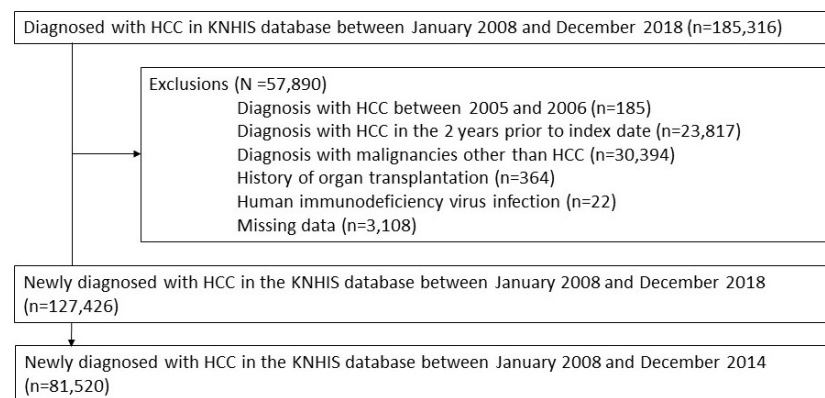 Diagnosed with HCC in KNHIS database between January 2008 and December 2018 (n=185,316)
Exclusions (N =57,890)
Diagnosis with HCC between 2005 and 2006 (n=185)
Diagnosis with HCC in the 2 years prior to index date (n=23,817)
Diagnosis with malignancies other than HCC (n=30,394)
History of organ transplantation (n=364)
Human immunodeficiency virus infection (n=22)
Missing data (n=3,108)
Newly diagnosed with HCC in the KNHIS database between January 2008 and December 2018
(n=127,426)
Newly diagnosed with HCC in the KNHIS database between January 2008 and December 2014
(n=81,520)